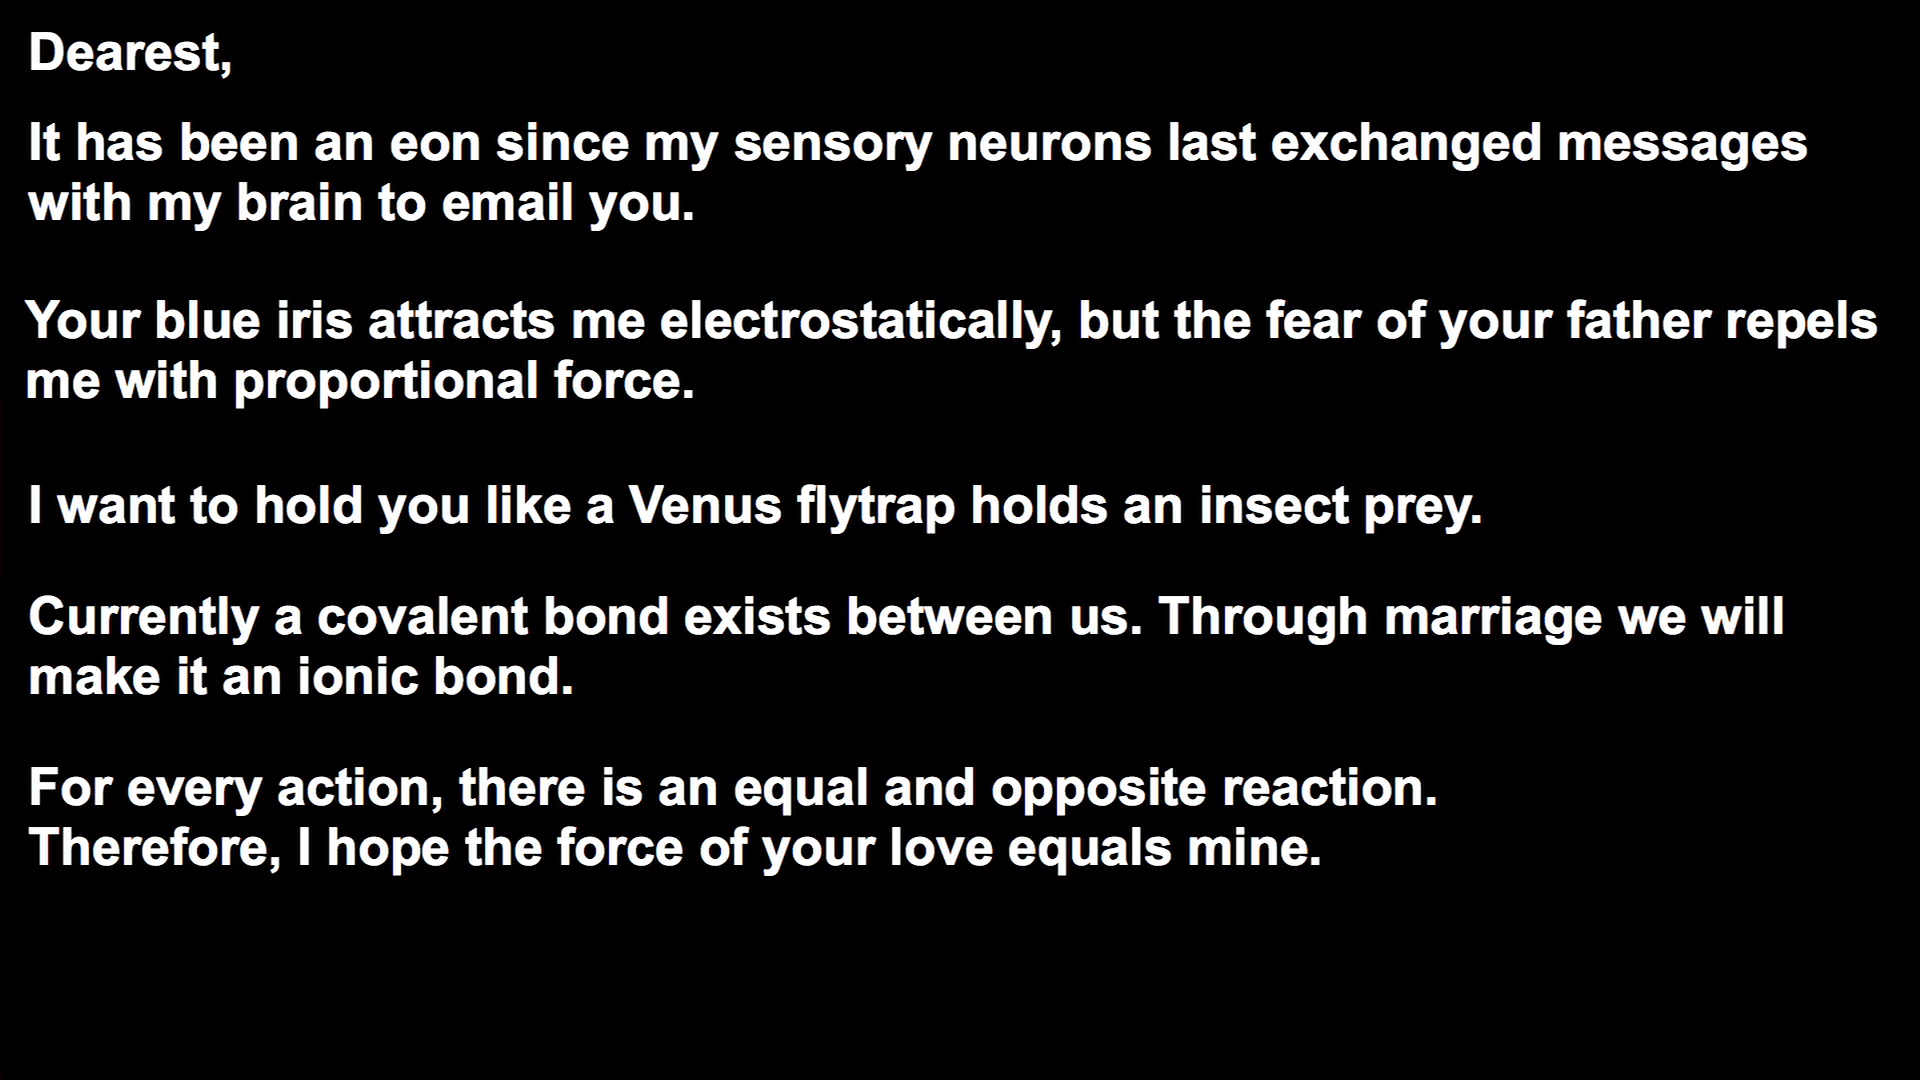 Dearest,
It has been an eon since my sensory neurons last exchanged messages
with my brain to email you.
Your blue iris attracts me electrostatically, but the fear of your father repels
me with proportional force.
I want to hold you like a Venus flytrap holds an insect prey.
Currently a covalent bond exists between us. Through marriage we will
make it an ionic bond.
For every action, there is an equal and opposite reaction.
Therefore, I hope the force of your love equals mine.